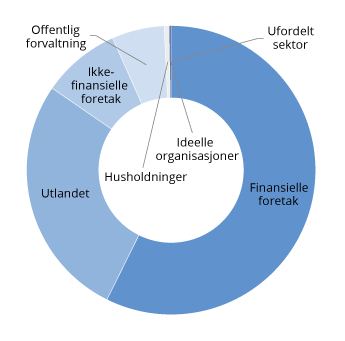 Offentlig
forvaltning
Ufordelt
sektor
Ikke-
finansielle
foretak
Ideelle
organisasjoner
Husholdninger
Utlandet
Finansielle
foretak